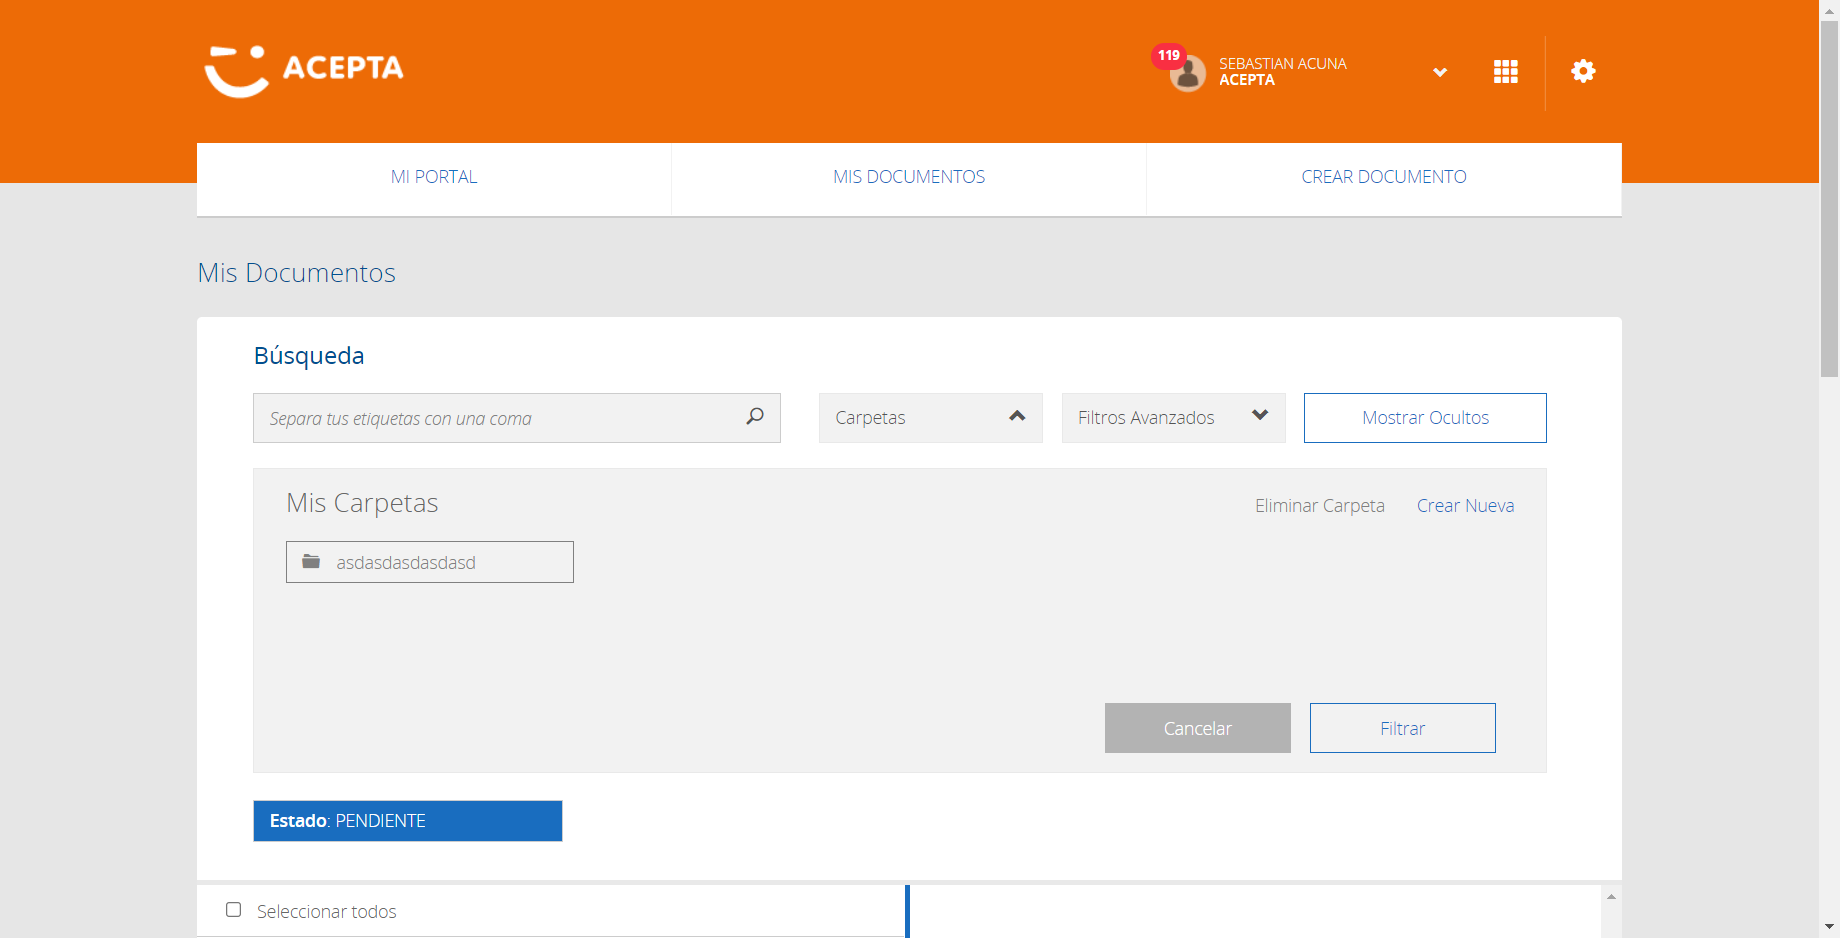 ACEPTA
119
SEBASTIAN ACUNA
ACEPTA
MI PORTAL
MIS DOCUMENTOS
CREAR DOCUMENTO
Mis Documentos
Búsqueda
Separa tus etiquetas con una coma
Carpetas
Filtros Avanzados
Mostrar Ocultos
Mis Carpetas
Eliminar Carpeta
Crear Nueva
asdasdasdasdasd
Cancelar
Filtrar
Estado: PENDIENTE
Seleccionar todos